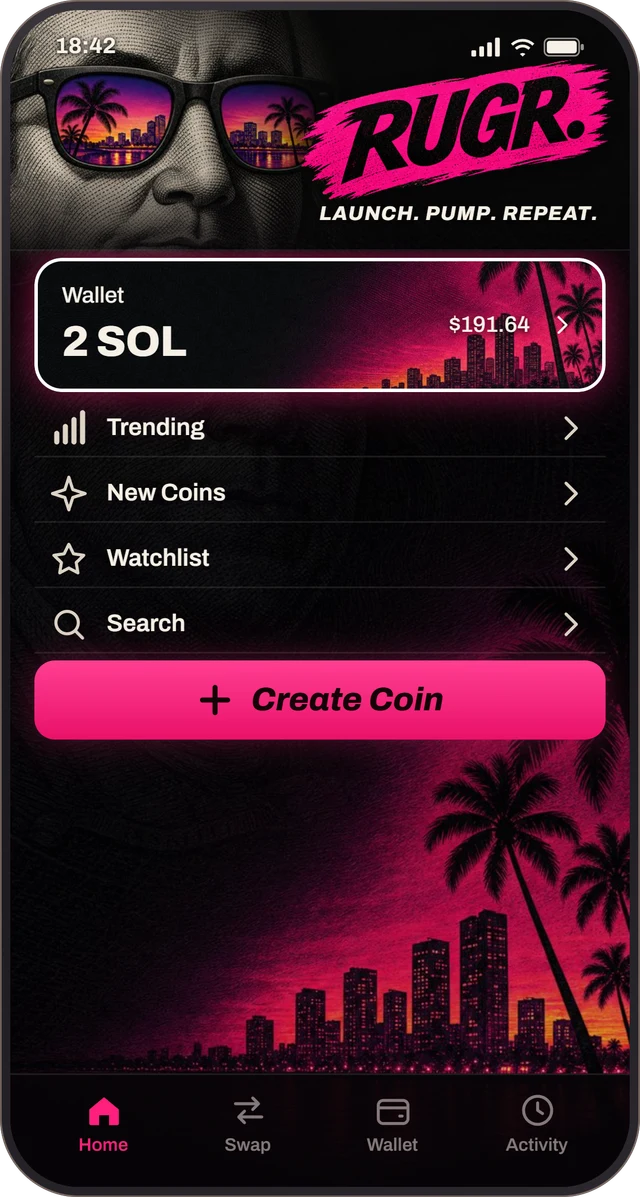 18:42
RUGR.
LAUNCH. PUMP. REPEAT.
Wallet
2 SOL
$191.64
Trending
New Coins
Watchlist
Search
Create Coin
Home
Swap
Wallet
Activity